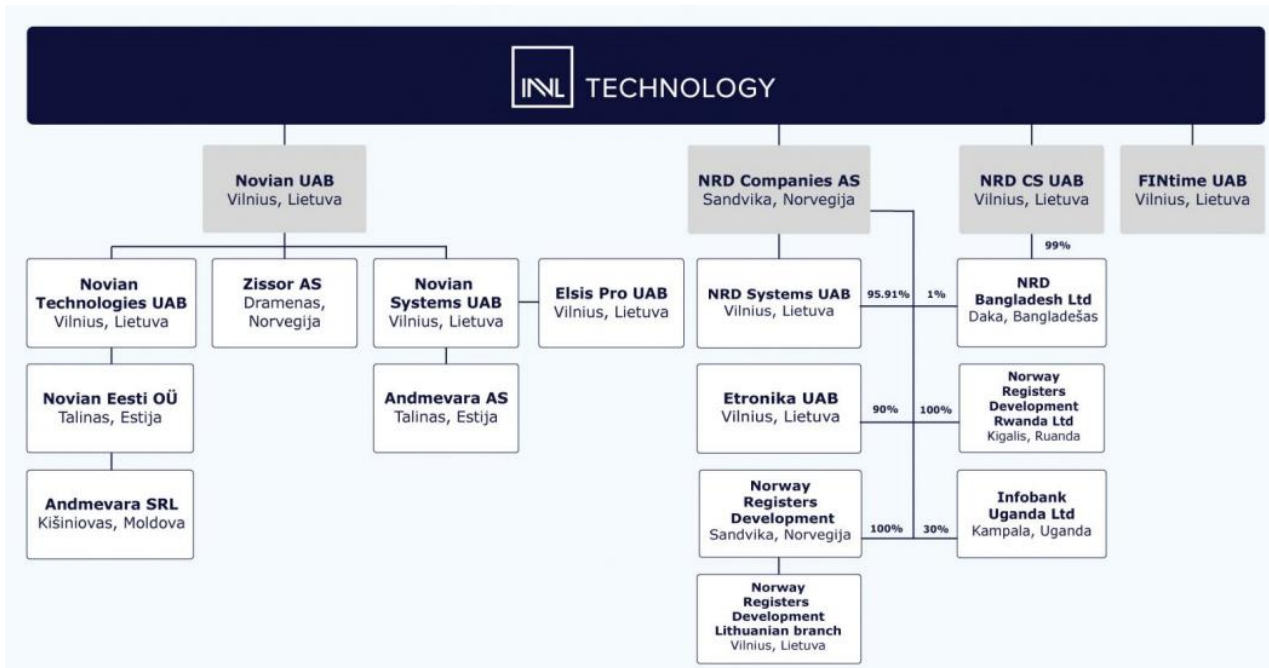 INVL TECHNOLOGY
Novian UAB
Vilnius, Lietuva
NRD Companies AS
Sandvika, Norvegija
NRD CS UAB
Vilnius, Lietuva
FINtime UAB
Vilnius, Lietuva
99%
Novian
Technologies UAB
Vilnius, Lietuva
Zissor AS
Dramenas,
Norvegija
Novian
Systems UAB
Vilnius, Lietuva
Elsis Pro UAB
Vilnius, Lietuva
NRD Systems UAB
Vilnius, Lietuva
95.91%
1%
NRD
Bangladesh Ltd
Daka, Bangladešas
Novian Eesti OÜ
Talinas, Estija
Andmevara AS
Talinas, Estija
Etronika UAB
Vilnius, Lietuva
90%
100%
Norway
Registers
Development
Rwanda Ltd
Kigalis, Ruanda
Andmevara SRL
Kišiniovas, Moldova
Norway
Registers
Development
Sandvika, Norvegija
100%
30%
Infobank
Uganda Ltd
Kampala, Uganda
Norway
Registers
Development
Lithuanian branch
Vilnius, Lietuva